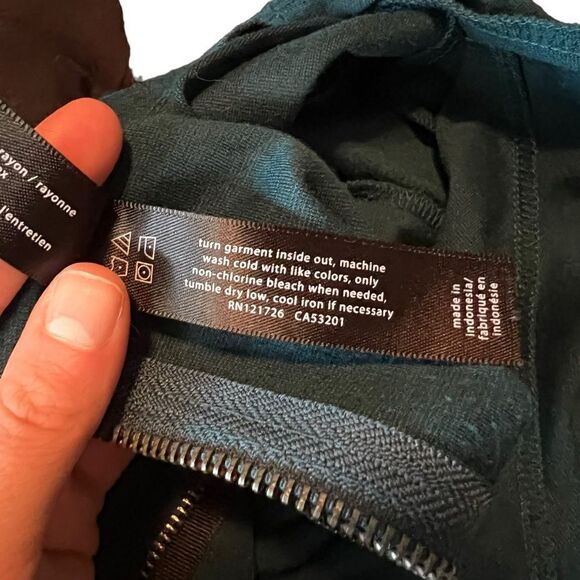 rayon / rayonne
l'entretien
turn garment inside out, machine
wash cold with like colors, only
non-chlorine bleach when needed,
tumble dry low, cool iron if necessary
RN121726 CA53201
made in
indonesia/
fabriqué en
indonésie